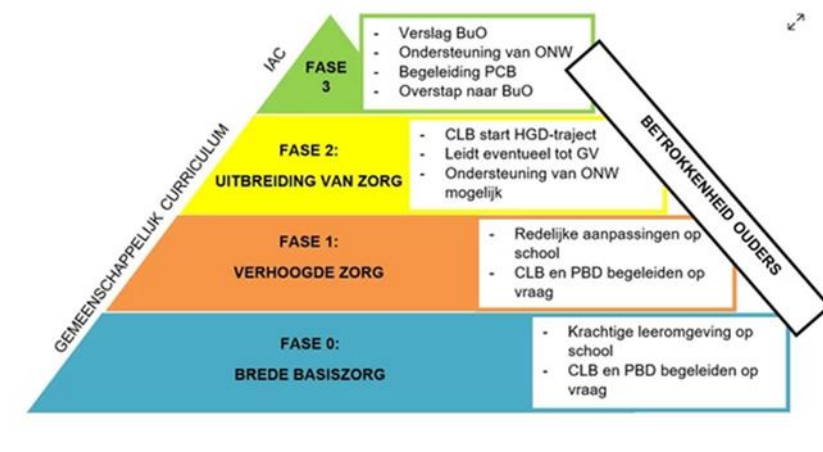 IAC
GEMEENSCHAPPELIJK CURRICULUM
FASE
3
- Verslag BuO
- Ondersteuning van ONW
- Begeleiding PCB
- Overstap naar BuO
BETROKKENHEID OUDERS
FASE 2:
UITBREIDING VAN ZORG
- CLB start HGD-traject
- Leidt eventueel tot GV
- Ondersteuning van ONW
mogelijk
FASE 1:
VERHOOGDE ZORG
- Redelijke aanpassingen op
school
- CLB en PBD begeleiden op
vraag
FASE 0:
BREDE BASISZORG
- Krachtige leeromgeving op
school
- CLB en PBD begeleiden op
vraag